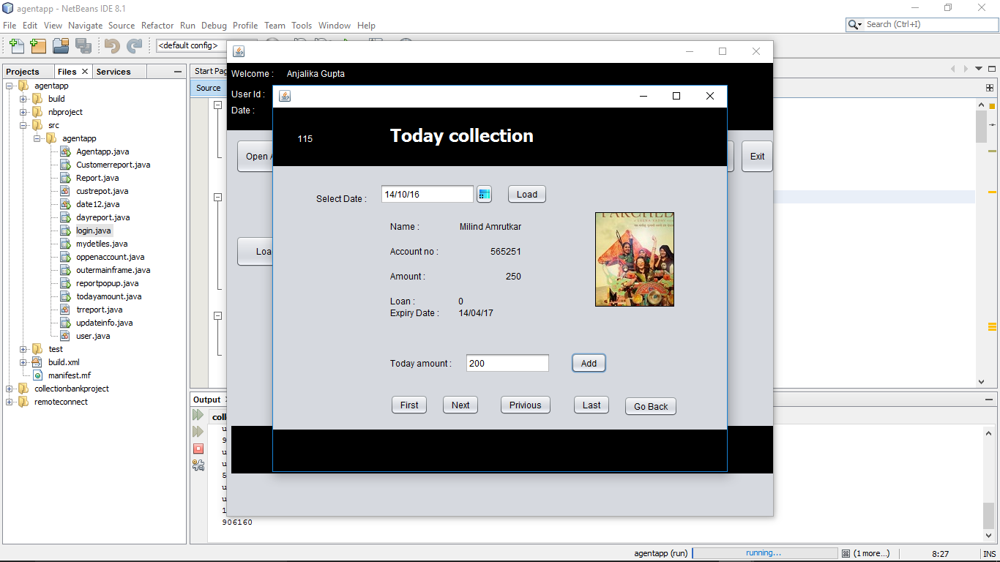 agentapp - NetBeans IDE 8.1
File Edit View Navigate Source Refactor Run Debug Profile Team Tools Window Help
Search (Ctrl+I)
<default config>
Projects Files Services
Start
Source
agentapp
build
nbproject
src
agentapp
Agentapp.java
Customerreport.java
Report.java
custrepot.java
date12.java
dayreport.java
login.java
mydetiles.java
oppenaccount.java
outermainframe.java
reportpopup.java
todayamount.java
trreport.java
updateinfo.java
user.java
test
build.xml
manifest.mf
collectionbankproject
remoteconnect
Welcome : Anjalika Gupta
User Id :
Date :
Open
Exit
115 Today collection
Select Date : 14/10/16 Load
Name : Milind Amrutkar
Account no : 565251
Amount : 250
Loan : 0
Expiry Date : 14/04/17
Today amount : 200 Add
First Next Privious Last Go Back
Output
906160
agentapp (run) running... (1 more...) 8:27 INS